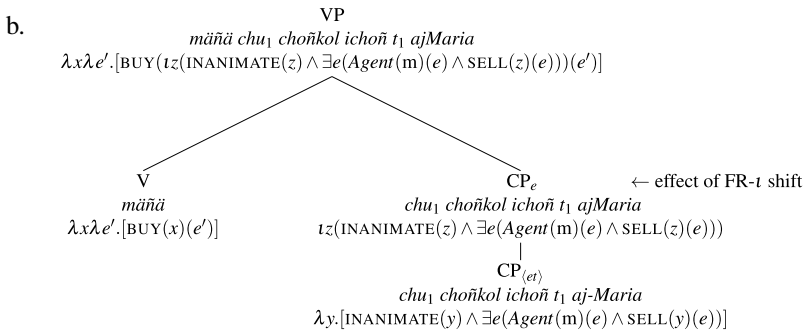 b.
VP
mäñä chu₁ choñkol ichoñ t₁ ajMaria
λxλe′.[BUY(ιz(INANIMATE(z) ∧ ∃e(Agent(m)(e) ∧ SELL(z)(e)))(e′)]
V
CPₑ ← effect of FR-ι shift
mäñä
chu₁ choñkol ichoñ t₁ ajMaria
λxλe′.[BUY(x)(e′)]
ιz(INANIMATE(z) ∧ ∃e(Agent(m)(e) ∧ SELL(z)(e)))
CP⟨et⟩
chu₁ choñkol ichoñ t₁ aj-Maria
λy.[INANIMATE(y) ∧ ∃e(Agent(m)(e) ∧ SELL(y)(e))]